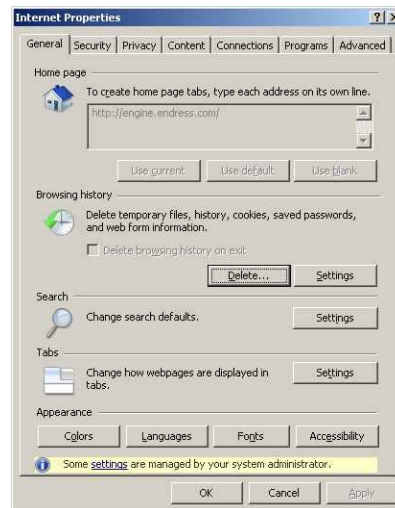 Internet Properties
General Security Privacy Content Connections Programs Advanced
Home page
To create home page tabs, type each address on its own line.
http://engine.endress.com/
Use current Use default Use blank
Browsing history
Delete temporary files, history, cookies, saved passwords,
and web form information.
Delete browsing history on exit
Delete... Settings
Search
Change search defaults. Settings
Tabs
Change how webpages are displayed in Settings
tabs.
Appearance
Colors Languages Fonts Accessibility
Some settings are managed by your system administrator.
OK Cancel Apply